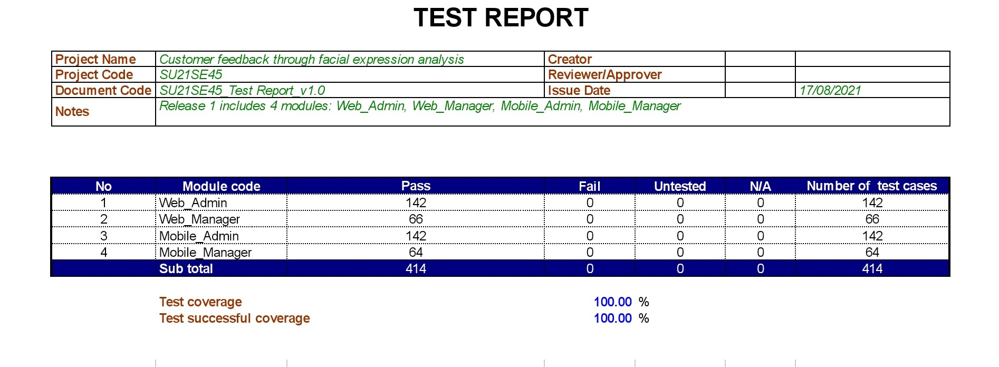 TEST REPORT
Project Name Customer feedback through facial expression analysis Creator
Project Code SU21SE45 Reviewer/Approver
Document Code SU21SE45_Test Report_v1.0 Issue Date 17/08/2021
Notes Release 1 includes 4 modules: Web_Admin, Web_Manager, Mobile_Admin, Mobile_Manager
No Module code Pass Fail Untested N/A Number of test cases
1 Web_Admin 142 0 0 0 142
2 Web_Manager 66 0 0 0 66
3 Mobile_Admin 142 0 0 0 142
4 Mobile_Manager 64 0 0 0 64
Sub total 414 0 0 0 414
Test coverage 100.00 %
Test successful coverage 100.00 %